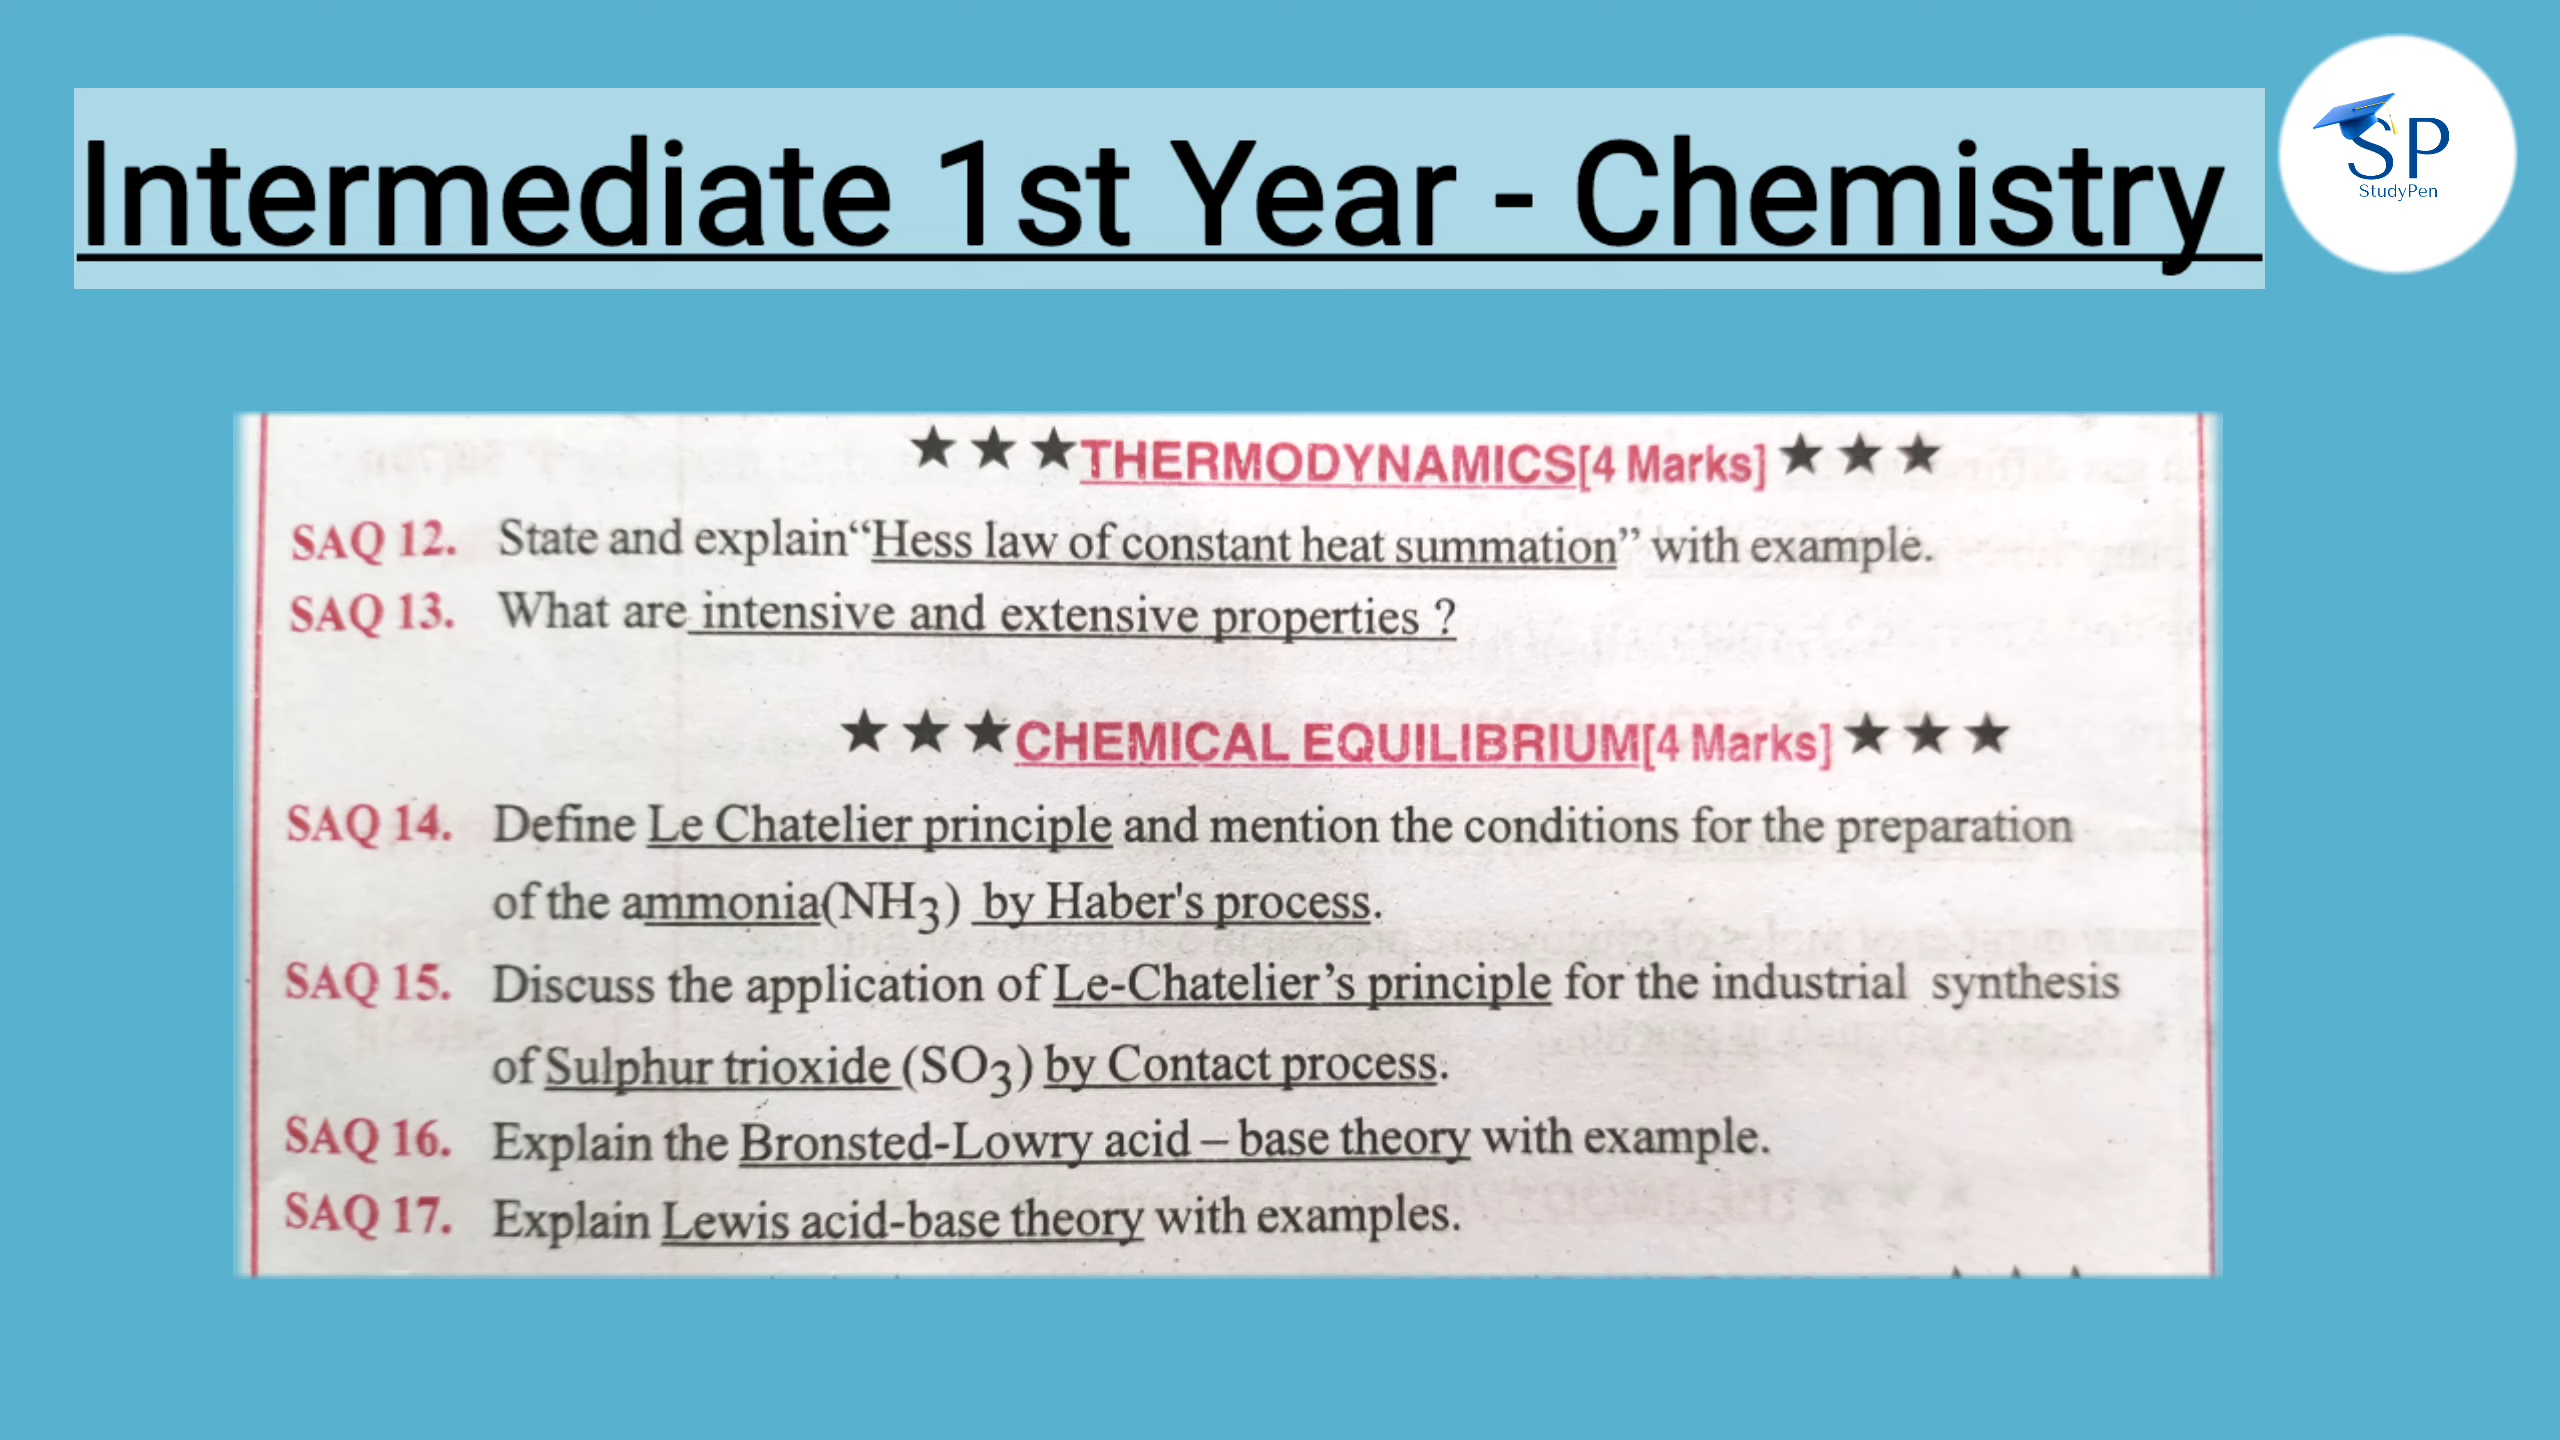 Intermediate 1st Year - Chemistry
SP
StudyPen
★ ★ ★THERMODYNAMICS[4 Marks] ★ ★ ★
SAQ 12. State and explain“Hess law of constant heat summation” with example.
SAQ 13. What are intensive and extensive properties ?
★ ★ ★CHEMICAL EQUILIBRIUM[4 Marks] ★ ★ ★
SAQ 14. Define Le Chatelier principle and mention the conditions for the preparation
of the ammonia(NH3) by Haber's process.
SAQ 15. Discuss the application of Le-Chatelier’s principle for the industrial synthesis
of Sulphur trioxide (SO3) by Contact process.
SAQ 16. Explain the Bronsted-Lowry acid – base theory with example.
SAQ 17. Explain Lewis acid-base theory with examples.